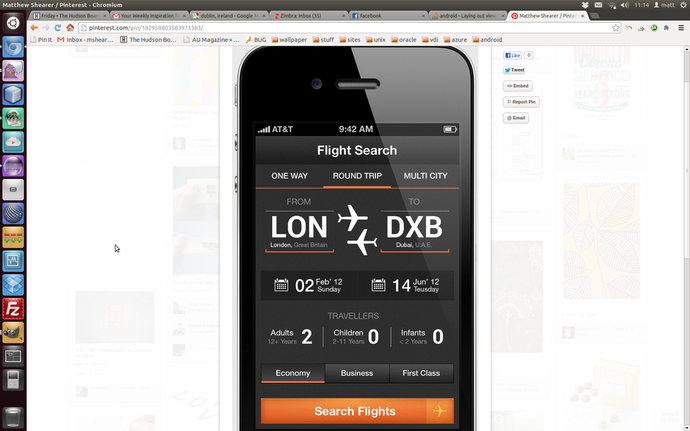 Matthew Shearer / Pinterest - Chromium
11:14 matt
Friday • The Hudson Boa
Your Weekly Inspiration F
Dublin, Ireland - Google S
Zimbra: Inbox (35)
Facebook
android - Laying out view
Matthew Shearer / Pinter
pinterest.com/pin/182958803583973383/
Pin It
Inbox - mshear...
The Hudson Bo...
AU Magazine »...
BUG
wallpaper
stuff
sites
unix
oracle
vdi
azure
android
Like 0
Tweet
<> Embed
Report Pin
@ Email
AT&T 9:42 AM
Flight Search
ONE WAY ROUND TRIP MULTI CITY
FROM TO
LON DXB
London, Great Britain Dubai, U.A.E.
02 Feb' 12 Sunday
14 Jun' 12 Teusday
TRAVELLERS
Adults 12+ Years 2
Children 2-11 Years 0
Infants < 2 Years 0
Economy Business First Class
Search Flights